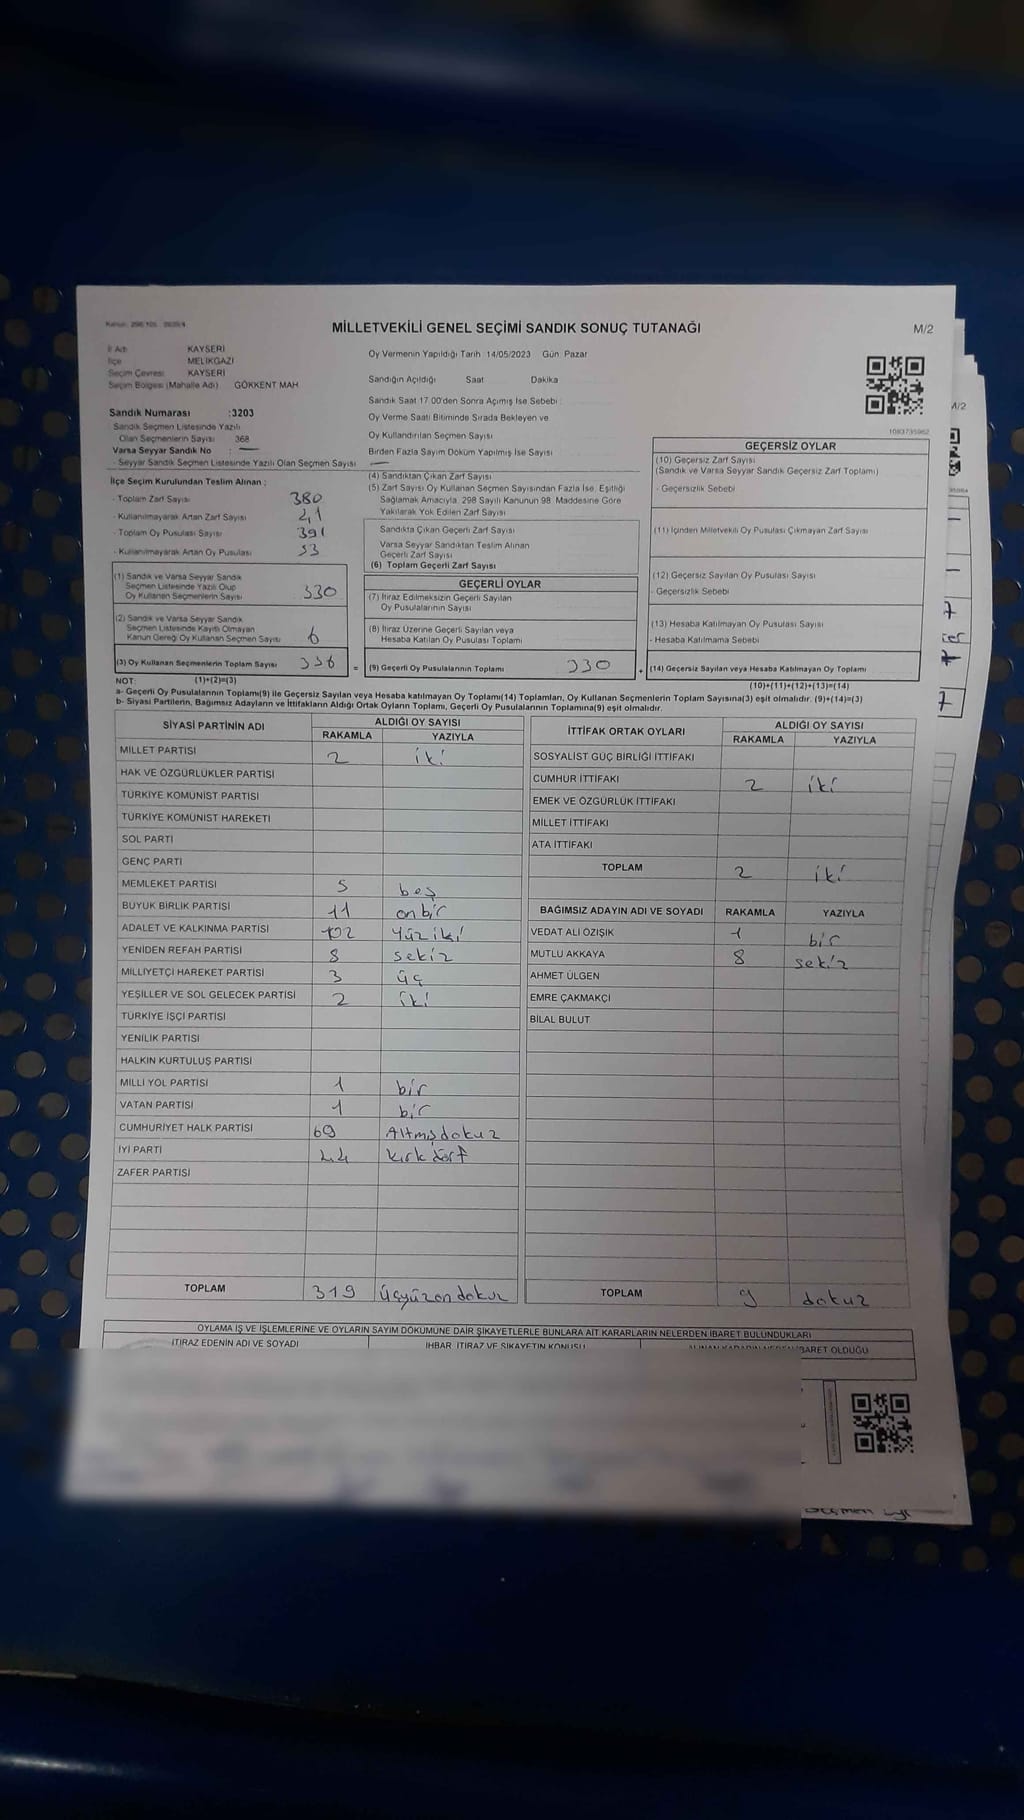 MİLLETVEKİLİ GENEL SEÇİMİ SANDIK SONUÇ TUTANAĞI
M/2
İl Adı KAYSERİ
İlçe MELİKGAZİ
Seçim Çevresi KAYSERİ
Seçim Bölgesi (Mahalle Adı) GÖKKENT MAH
Sandık Numarası :3203
Sandık Seçmen Listesinde Yazılı
Olan Seçmenlerin Sayısı 368
Varsa Seyyar Sandık No :
Seyyar Sandık Seçmen Listesinde Yazılı Olan Seçmen Sayısı
Oy Vermenin Yapıldığı Tarih :14/05/2023 Gün: Pazar
Sandığın Açıldığı Saat Dakika
Sandık Saat 17.00'den Sonra Açımış İse Sebebi :
Oy Verme Saati Bitiminde Sırada Bekleyen ve
Oy Kullandırılan Seçmen Sayısı
Birden Fazla Sayım Döküm Yapılmış İse Sayısı
1083735962
İlçe Seçim Kurulundan Teslim Alınan :
- Toplam Zarf Sayısı 380
- Kullanılmayarak Artan Zarf Sayısı
- Toplam Oy Pusulası Sayısı 391
- Kullanılmayarak Artan Oy Pusulası 53
(1) Sandık ve Varsa Seyyar Sandık
Seçmen Listesinde Yazılı Olup
Oy Kullanan Seçmenlerin Sayısı 330
(2) Sandık ve Varsa Seyyar Sandık
Seçmen Listesinde Kayıtlı Olmayan
Kanun Gereği Oy Kullanan Seçmen Sayısı 6
(3) Oy Kullanan Seçmenlerin Toplam Sayısı 336 =
(4) Sandıktan Çıkan Zarf Sayısı
(5) Zarf Sayısı Oy Kullanan Seçmen Sayısından Fazla İse, Eşitliği
Sağlamak Amacıyla, 298 Sayılı Kanunun 98. Maddesine Göre
Yakılarak Yok Edilen Zarf Sayısı
Sandıkta Çıkan Geçerli Zarf Sayısı
Varsa Seyyar Sandıktan Teslim Alınan
Geçerli Zarf Sayısı
(6) Toplam Geçerli Zarf Sayısı
GEÇERLİ OYLAR
(7) İtiraz Edilmeksizin Geçerli Sayılan
Oy Pusulalarının Sayısı
(8) İtiraz Üzerine Geçerli Sayılan veya
Hesaba Katılan Oy Pusulası Toplamı
(9) Geçerli Oy Pusulalarının Toplamı 330 +
GEÇERSİZ OYLAR
(10) Geçersiz Zarf Sayısı
(Sandık ve Varsa Seyyar Sandık Geçersiz Zarf Toplamı)
- Geçersizlik Sebebi
(11) İçinden Milletvekili Oy Pusulası Çıkmayan Zarf Sayısı
(12) Geçersiz Sayılan Oy Pusulası Sayısı
- Geçersizlik Sebebi
(13) Hesaba Katılmayan Oy Pusulası Sayısı
- Hesaba Katılmama Sebebi
(14) Geçersiz Sayılan veya Hesaba Katılmayan Oy Toplamı
NOT: (1)+(2)=(3) (10)+(11)+(12)+(13)=(14)
a- Geçerli Oy Pusulalarının Toplamı(9) ile Geçersiz Sayılan veya Hesaba katılmayan Oy Toplamı(14) Toplamları, Oy Kullanan Seçmenlerin Toplam Sayısına(3) eşit olmalıdır. (9)+(14)=(3)
b- Siyasi Partilerin, Bağımsız Adayların ve İttifakların Aldığı Ortak Oyların Toplamı, Geçerli Oy Pusulalarının Toplamına(9) eşit olmalıdır.
SİYASİ PARTİNİN ADI ALDIĞI OY SAYISI
RAKAMLA YAZIYLA
MİLLET PARTİSİ 2 iki
HAK VE ÖZGÜRLÜKLER PARTİSİ
TÜRKİYE KOMÜNİST PARTİSİ
TÜRKİYE KOMÜNİST HAREKETİ
SOL PARTİ
GENÇ PARTİ
MEMLEKET PARTİSİ 5 beş
BÜYÜK BİRLİK PARTİSİ 11 onbir
ADALET VE KALKINMA PARTİSİ 102 yüziki
YENİDEN REFAH PARTİSİ 8 sekiz
MİLLİYETÇİ HAREKET PARTİSİ 3 üç
YEŞİLLER VE SOL GELECEK PARTİSİ 2 iki
TÜRKİYE İŞÇİ PARTİSİ
YENİLİK PARTİSİ
HALKIN KURTULUŞ PARTİSİ
MİLLİ YOL PARTİSİ 1 bir
VATAN PARTİSİ 1 bir
CUMHURİYET HALK PARTİSİ 69 Altmışdokuz
İYİ PARTİ 44 kırk dört
ZAFER PARTİSİ
TOPLAM 319 üçyüzondokuz
İTTİFAK ORTAK OYLARI ALDIĞI OY SAYISI
RAKAMLA YAZIYLA
SOSYALİST GÜÇ BİRLİĞİ İTTİFAKI
CUMHUR İTTİFAKI 2 iki
EMEK VE ÖZGÜRLÜK İTTİFAKI
MİLLET İTTİFAKI
ATA İTTİFAKI
TOPLAM 2 iki
BAĞIMSIZ ADAYIN ADI VE SOYADI RAKAMLA YAZIYLA
VEDAT ALİ ÖZIŞIK 1 bir
MUTLU AKKAYA 8 sekiz
AHMET ÜLGEN
EMRE ÇAKMAKÇI
BİLAL BULUT
TOPLAM 9 dokuz
OYLAMA İŞ VE İŞLEMLERİNE VE OYLARIN SAYIM DÖKÜMÜNE DAİR ŞİKAYETLERLE BUNLARA AİT KARARLARIN NELERDEN İBARET BULUNDUKLARI
İTİRAZ EDENİN ADI VE SOYADI İHBAR, İTİRAZ VE ŞİKAYETİN KONUSU
M/2
7
7
7